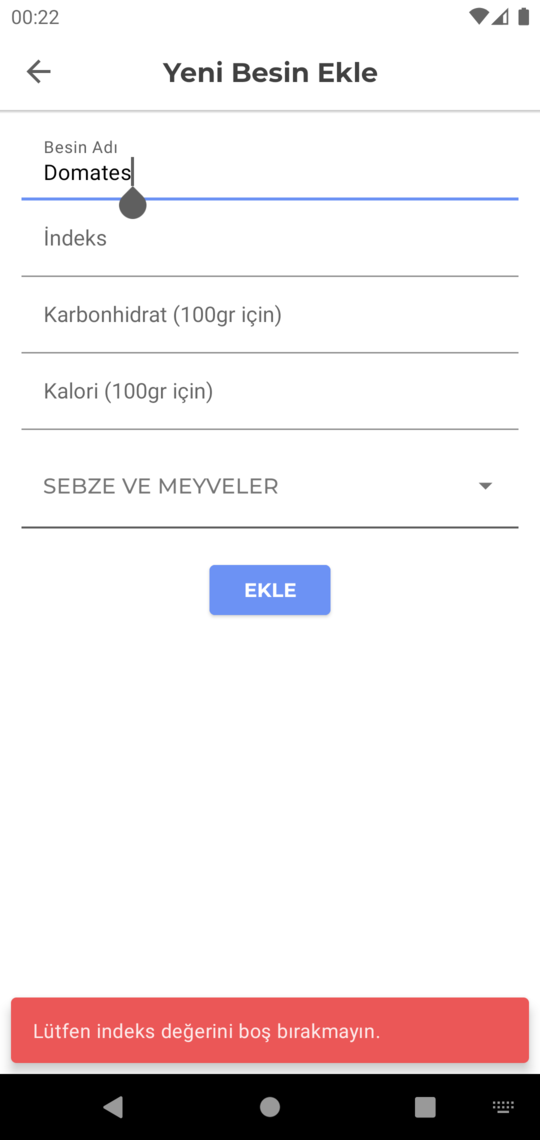 00:22
Yeni Besin Ekle
Besin Adı
Domates
İndeks
Karbonhidrat (100gr için)
Kalori (100gr için)
SEBZE VE MEYVELER
EKLE
Lütfen indeks değerini boş bırakmayın.